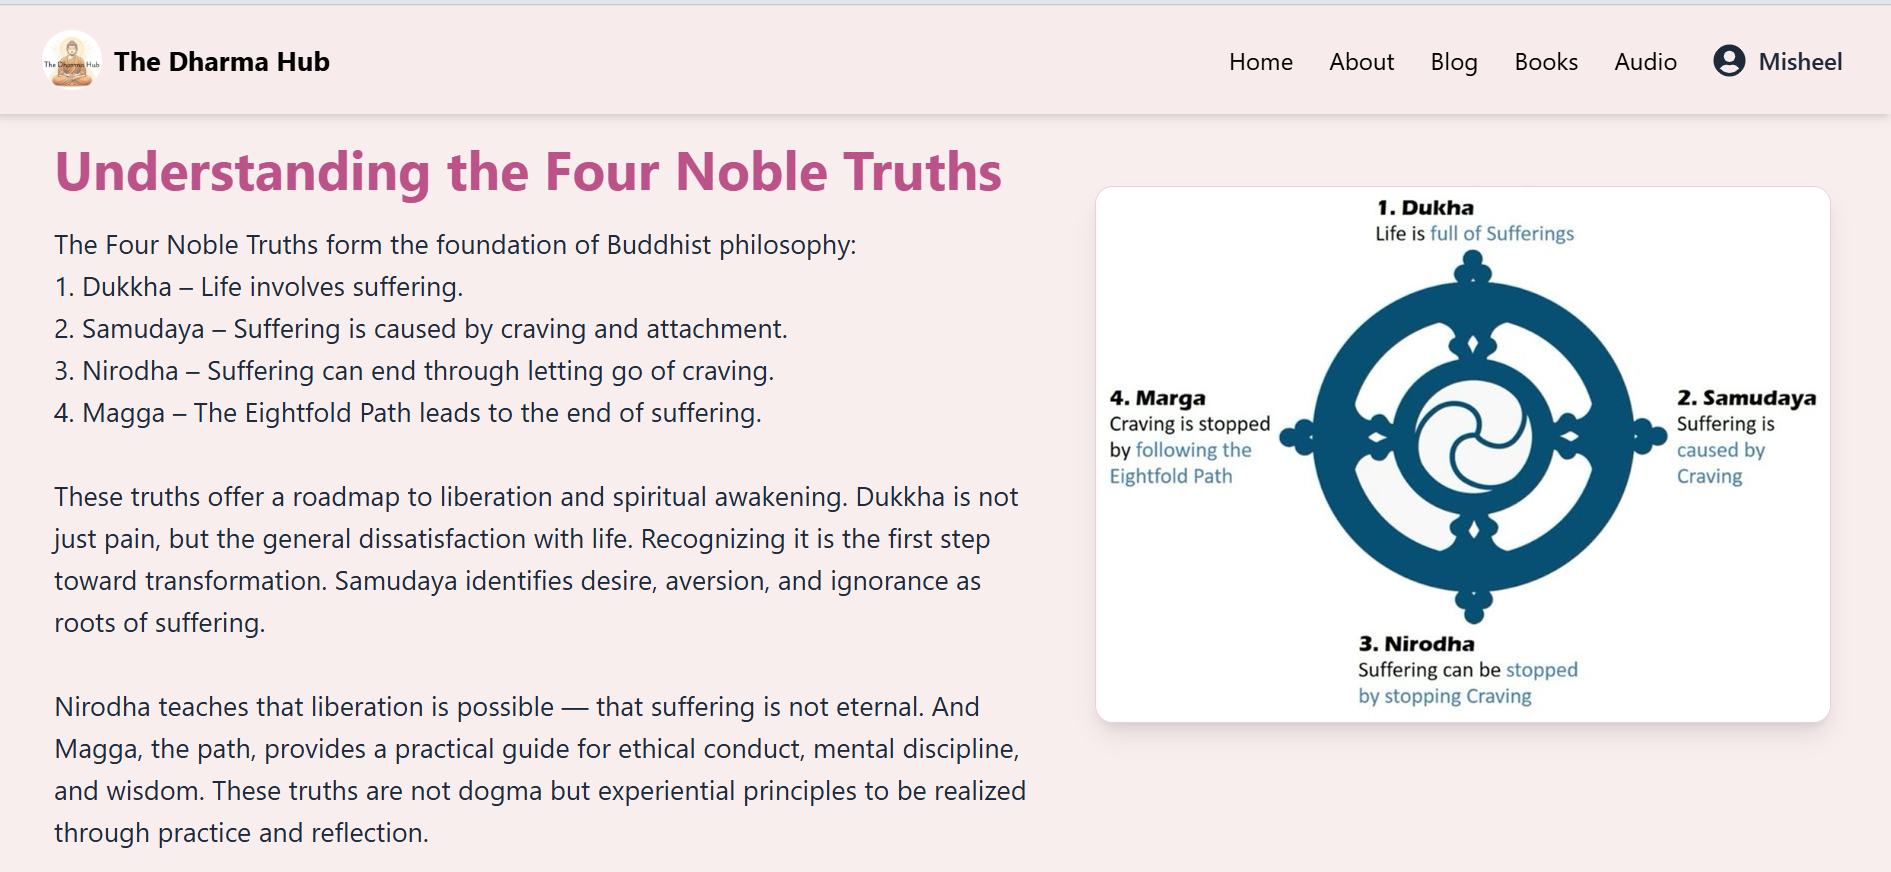 The Dharma Hub
The Dharma Hub
Home
About
Blog
Books
Audio
Misheel
Understanding the Four Noble Truths
The Four Noble Truths form the foundation of Buddhist philosophy:
1. Dukkha – Life involves suffering.
2. Samudaya – Suffering is caused by craving and attachment.
3. Nirodha – Suffering can end through letting go of craving.
4. Magga – The Eightfold Path leads to the end of suffering.
These truths offer a roadmap to liberation and spiritual awakening. Dukkha is not
just pain, but the general dissatisfaction with life. Recognizing it is the first step
toward transformation. Samudaya identifies desire, aversion, and ignorance as
roots of suffering.
Nirodha teaches that liberation is possible — that suffering is not eternal. And
Magga, the path, provides a practical guide for ethical conduct, mental discipline,
and wisdom. These truths are not dogma but experiential principles to be realized
through practice and reflection.
1. Dukha
Life is full of Sufferings
2. Samudaya
Suffering is
caused by
Craving
3. Nirodha
Suffering can be stopped
by stopping Craving
4. Marga
Craving is stopped
by following the
Eightfold Path